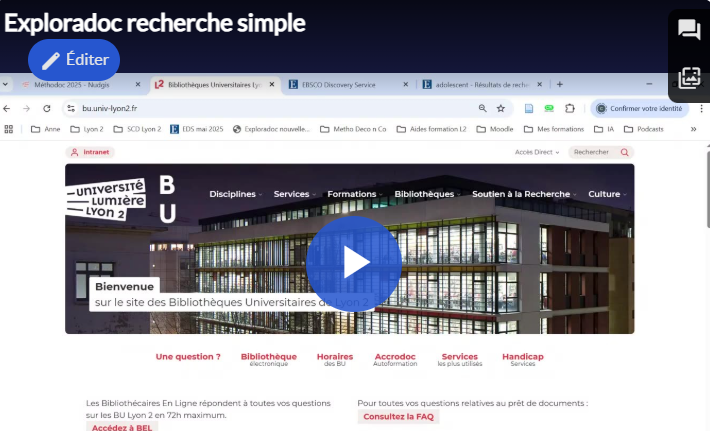 Exploradoc recherche simple
Éditer
Méthodoc 2025 - Nudgis
Bibliothèques Universitaires Lyo
EBSCO Discovery Service
adolescent - Résultats de reche
bu.univ-lyon2.fr
Confirmer votre identité
Anne
Lyon 2
SCD Lyon 2
EDS mai 2025
Exploradoc nouvelle...
Metho Deco n Co
Aides formation L2
Moodle
Mes formations
IA
Podcasts
Intranet
Accès Direct
Rechercher
UNIVERSITÉ
LUMIÈRE
LYON 2
B
U
Disciplines
Services
Formations
Bibliothèques
Soutien à la Recherche
Culture
Bienvenue
sur le site des Bibliothèques Universitaires de Lyon 2
Une question ?
Bibliothèque
électronique
Horaires
des BU
Accrodoc
Autoformation
Services
les plus utilisés
Handicap
Services
Les Bibliothécaires En Ligne répondent à toutes vos questions
sur les BU Lyon 2 en 72h maximum.
Accédez à BEL
Pour toutes vos questions relatives au prêt de documents :
Consultez la FAQ